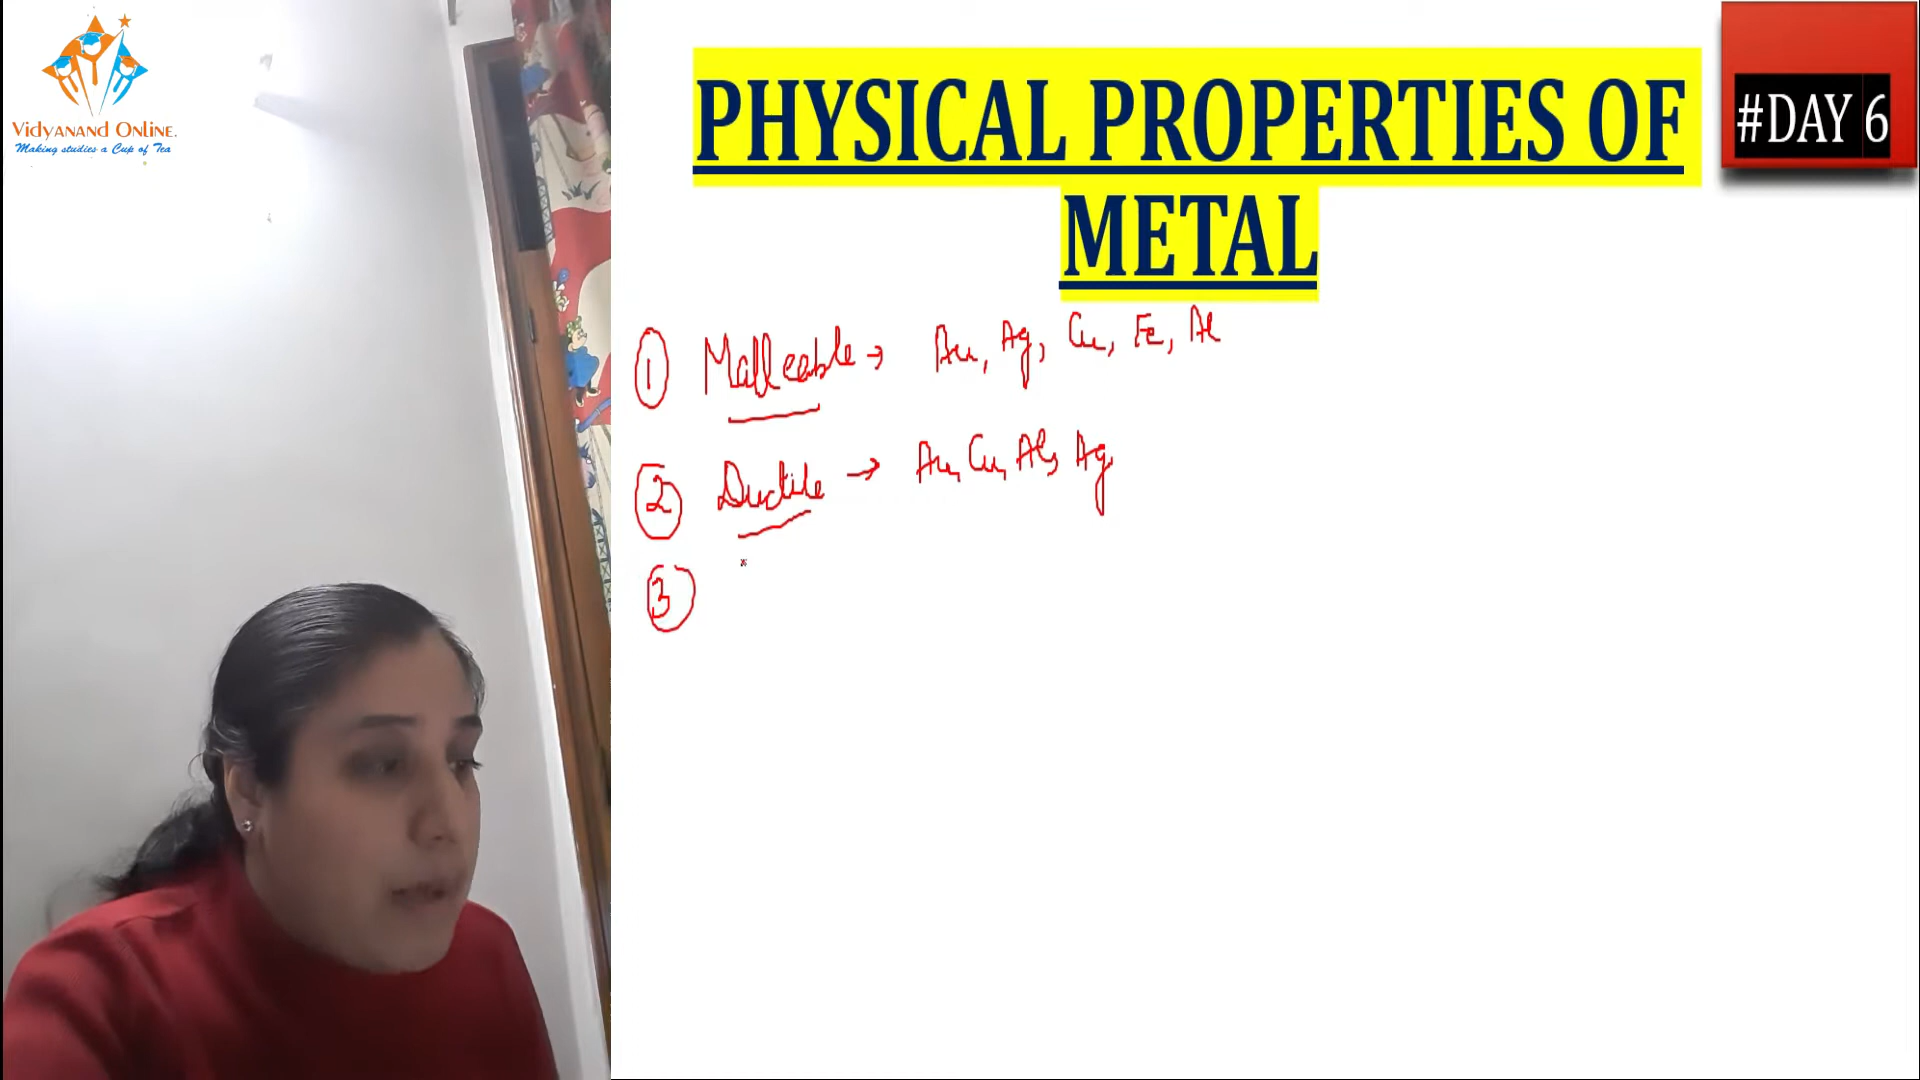 VIDYANAND ONLINE.
Making studies a Cup of Tea
PHYSICAL PROPERTIES OF
METAL
#DAY 6
① Malleable → Au, Ag, Cu, Fe, Al
② Ductile → Au, Cu, Al, Ag,
③